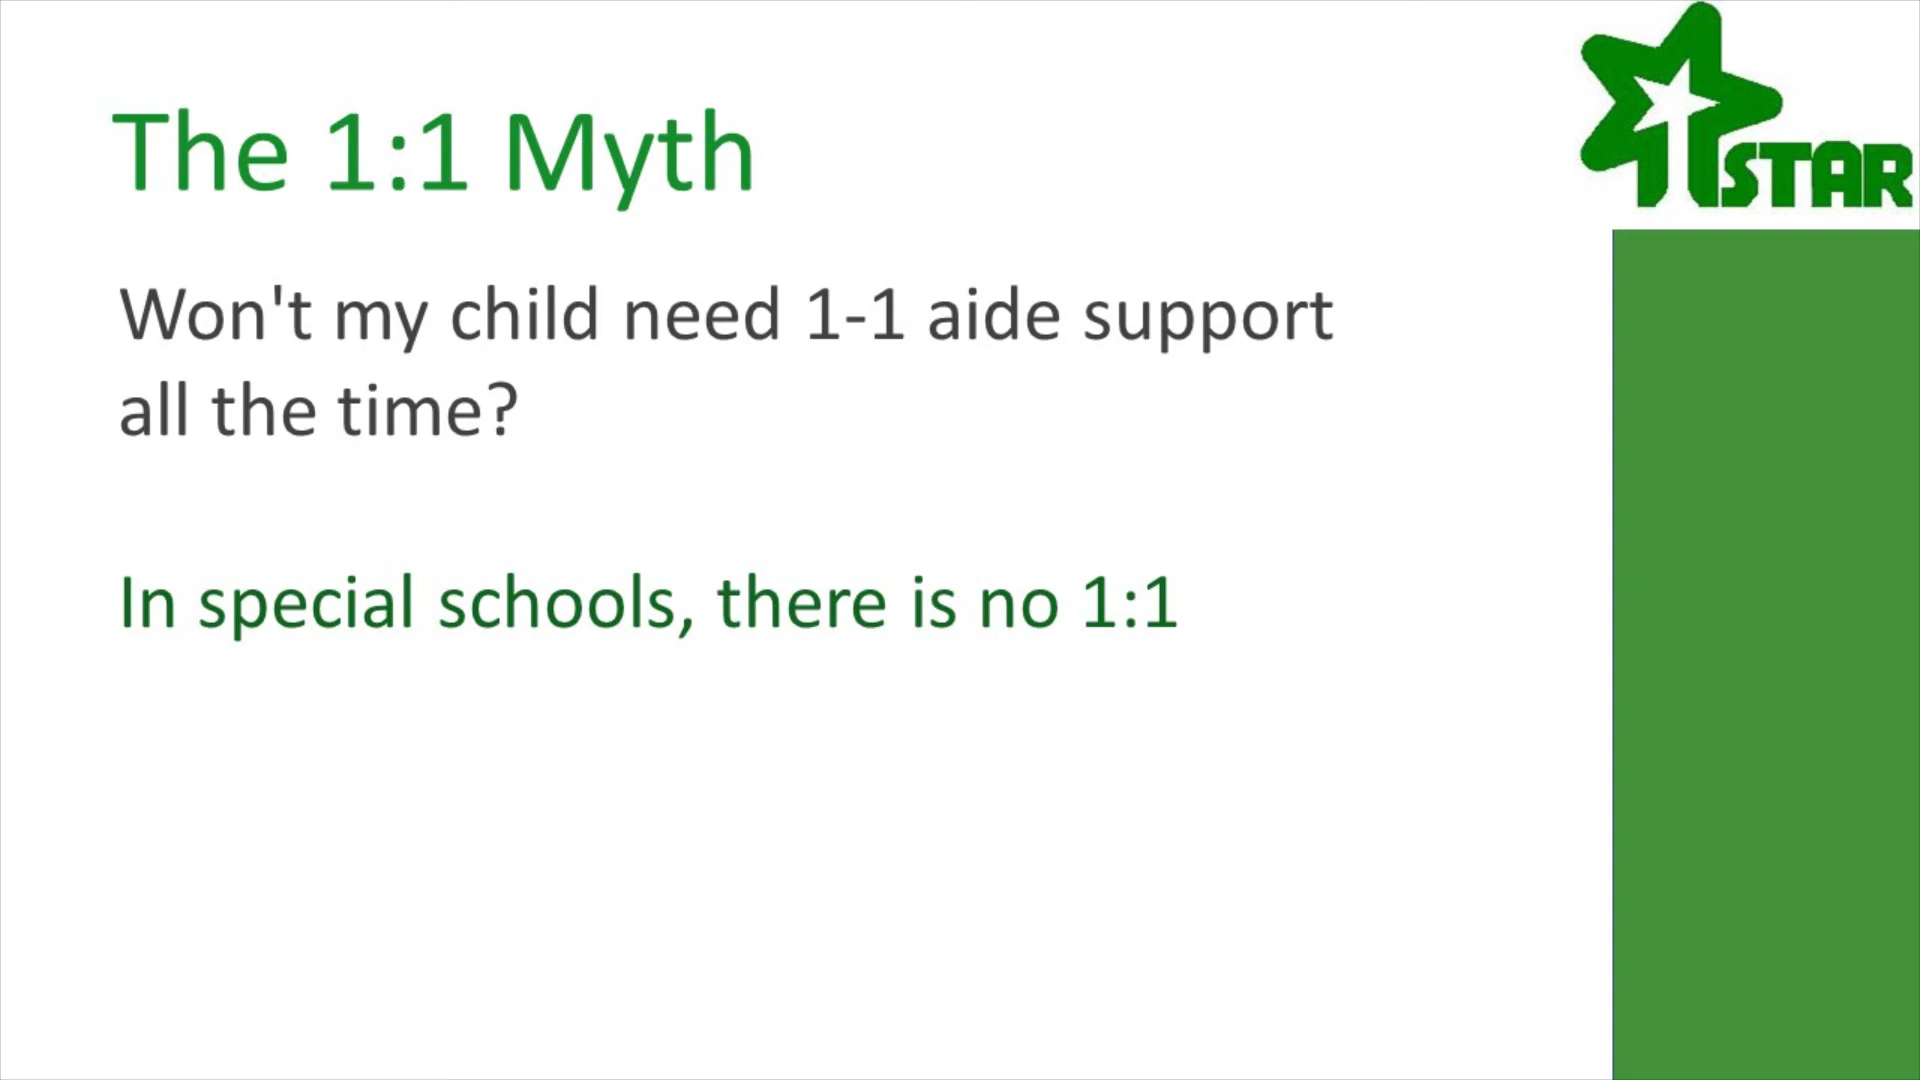 The 1:1 Myth
STAR
Won't my child need 1-1 aide support
all the time?
In special schools, there is no 1:1